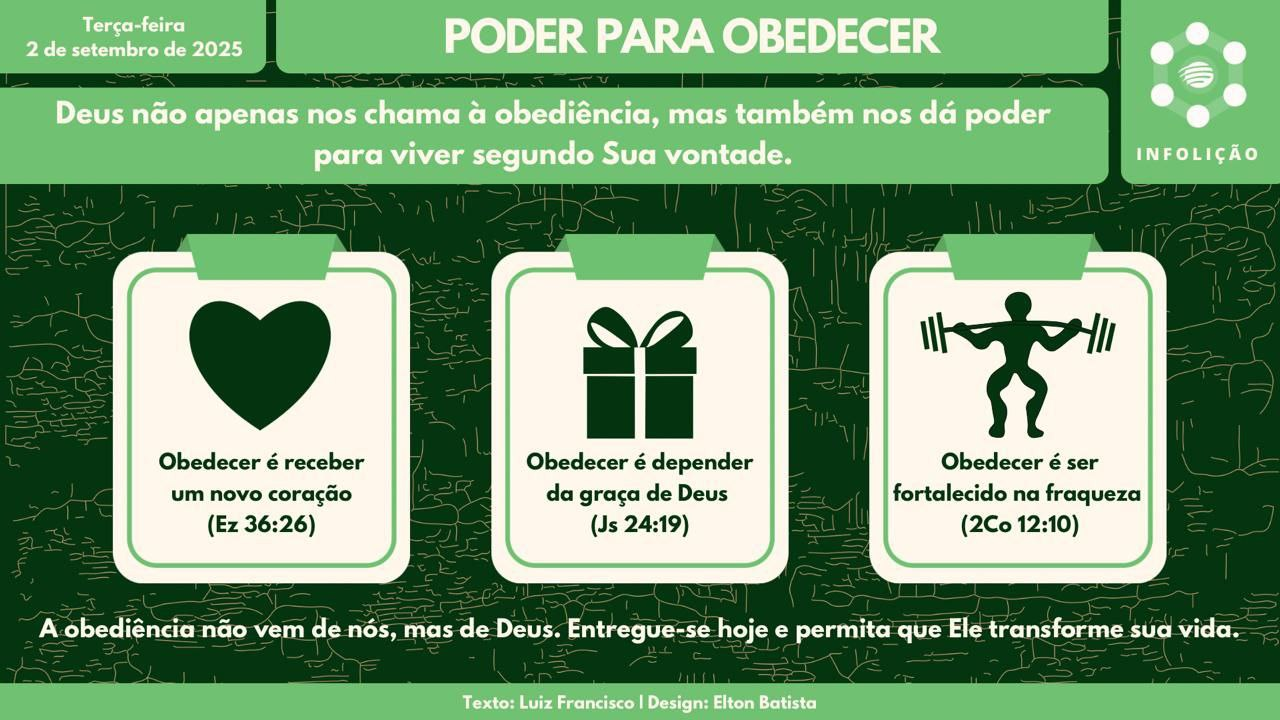 Terça-feira
2 de setembro de 2025
PODER PARA OBEDECER
INFOLIÇÃO
Deus não apenas nos chama à obediência, mas também nos dá poder
para viver segundo Sua vontade.
Obedecer é receber
um novo coração
(Ez 36:26)
Obedecer é depender
da graça de Deus
(Js 24:19)
Obedecer é ser
fortalecido na fraqueza
(2Co 12:10)
A obediência não vem de nós, mas de Deus. Entregue-se hoje e permita que Ele transforme sua vida.
Texto: Luiz Francisco | Design: Elton Batista